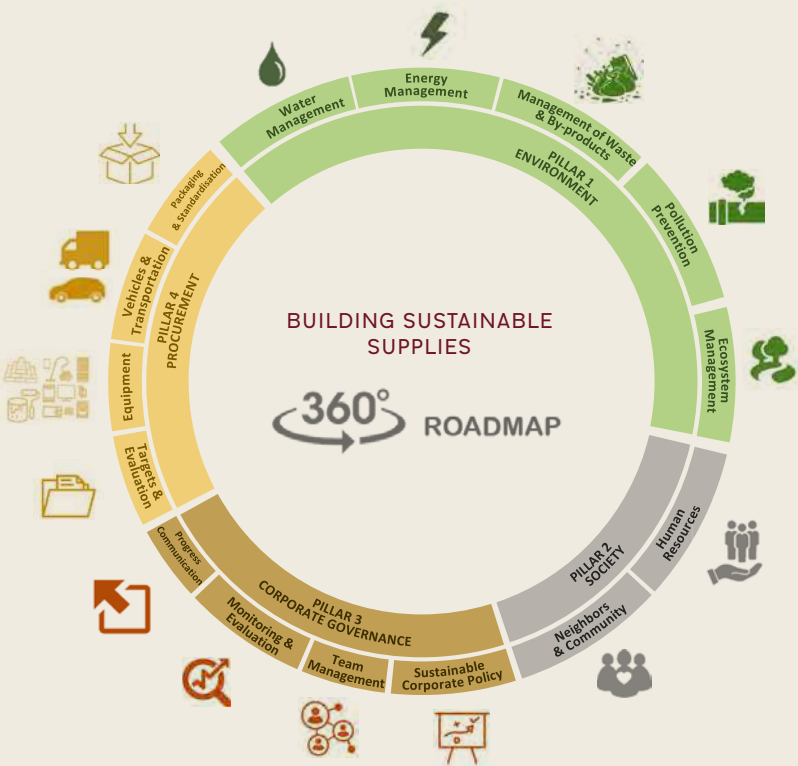 Water
Management
Energy
Management
Management of Waste
& By-products
Pollution
Prevention
Ecosystem
Management
PILLAR 1
ENVIRONMENT
Human
Resources
Neighbors
& Community
PILLAR 2
SOCIETY
Sustainable
Corporate Policy
Team
Management
Monitoring &
Evaluation
Progress
Communication
PILLAR 3
CORPORATE GOVERNANCE
Targets &
Evaluation
Equipment
Vehicles &
Transportation
Packaging
& Standardisation
PILLAR 4
PROCUREMENT
BUILDING SUSTAINABLE
SUPPLIES
360°
ROADMAP